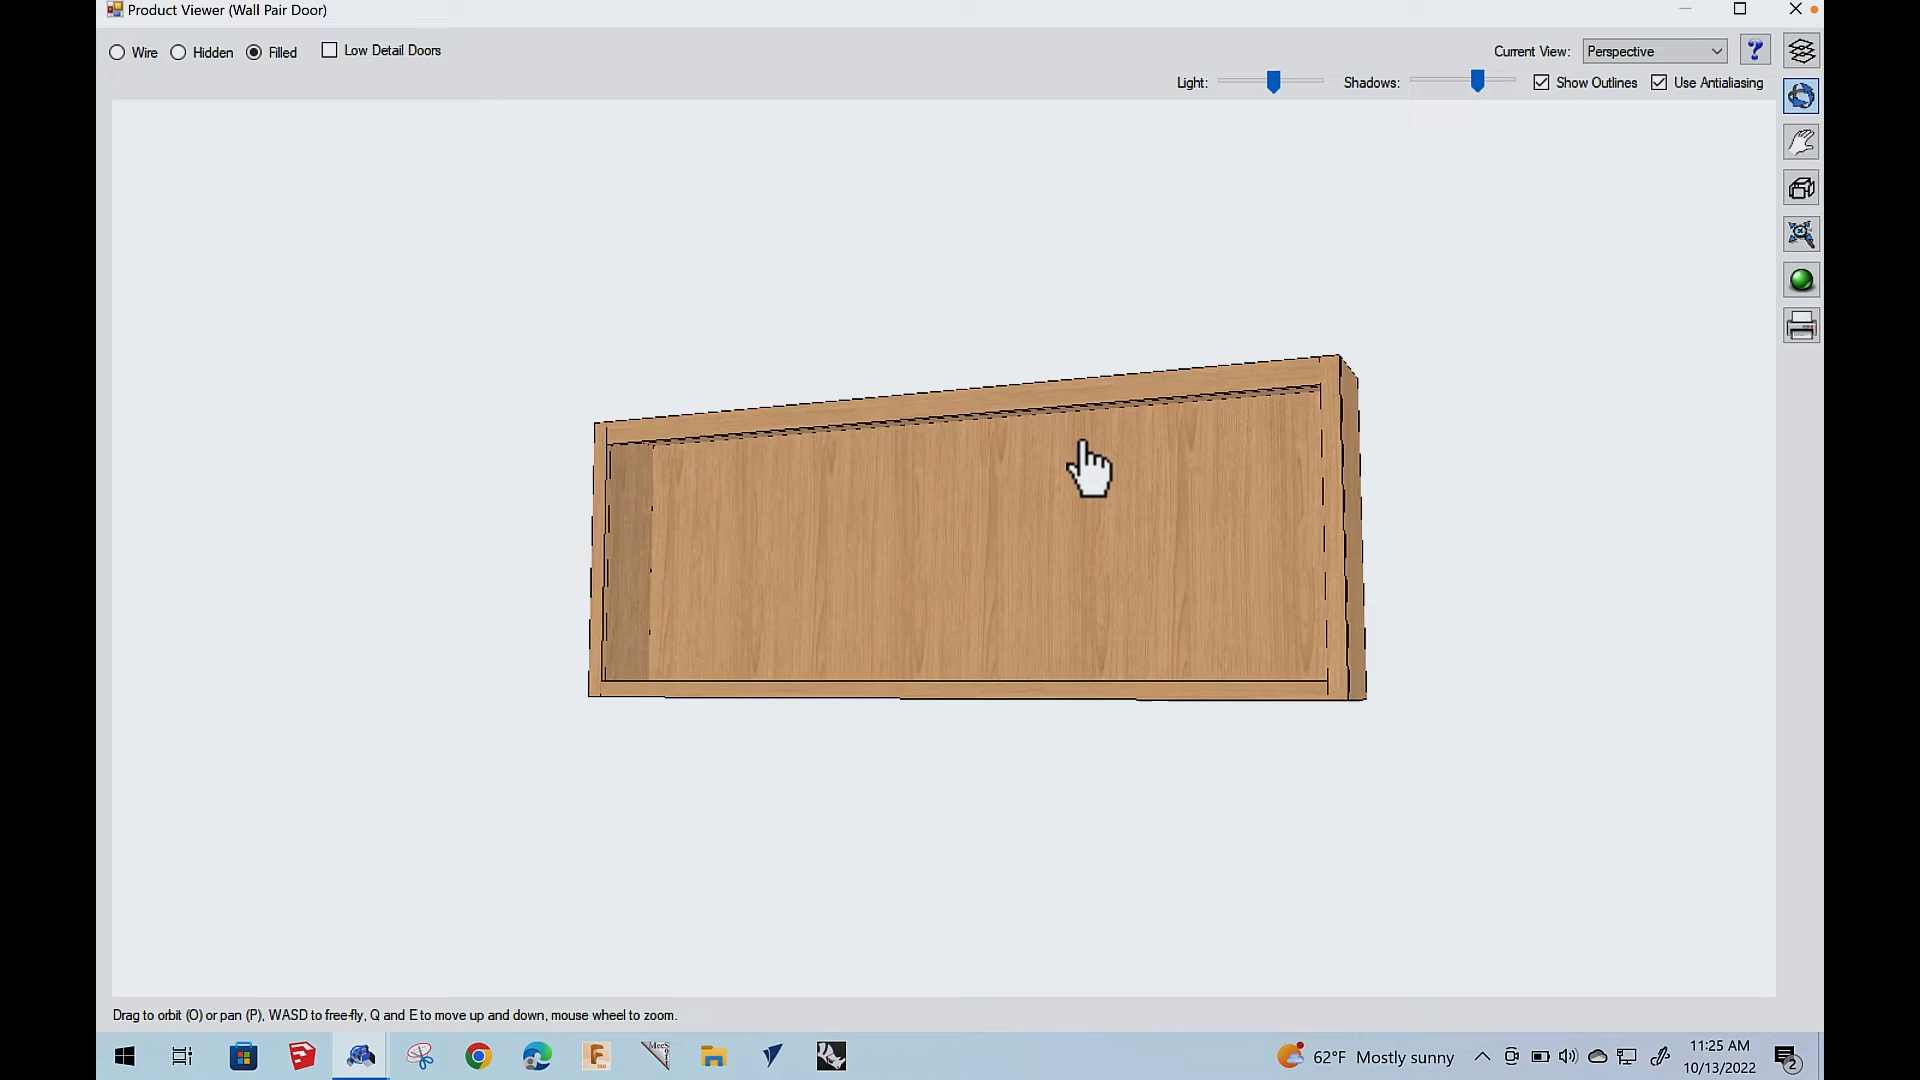 Product Viewer (Wall Pair Door)
Wire Hidden Filled Low Detail Doors
Current View: Perspective ?
Light: Shadows: Show Outlines Use Antialiasing
Drag to orbit (O) or pan (P), WASD to free-fly, Q and E to move up and down, mouse wheel to zoom.
62°F Mostly sunny
11:25 AM
10/13/2022
2